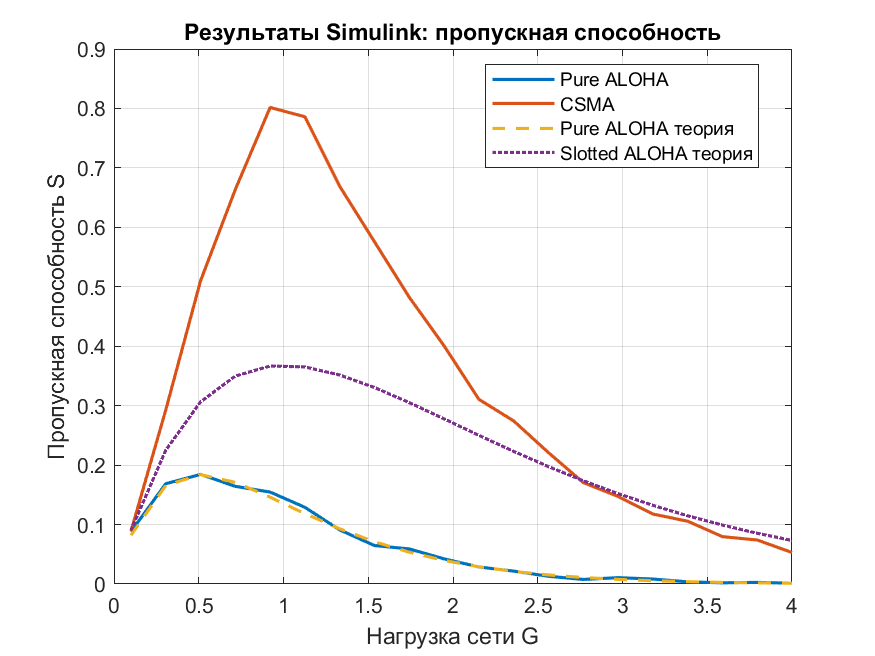 Результаты Simulink: пропускная способность
Pure ALOHA
CSMA
Pure ALOHA теория
Slotted ALOHA теория
Пропускная способность S
0.9
0.8
0.7
0.6
0.5
0.4
0.3
0.2
0.1
0
0 0.5 1 1.5 2 2.5 3 3.5 4
Нагрузка сети G